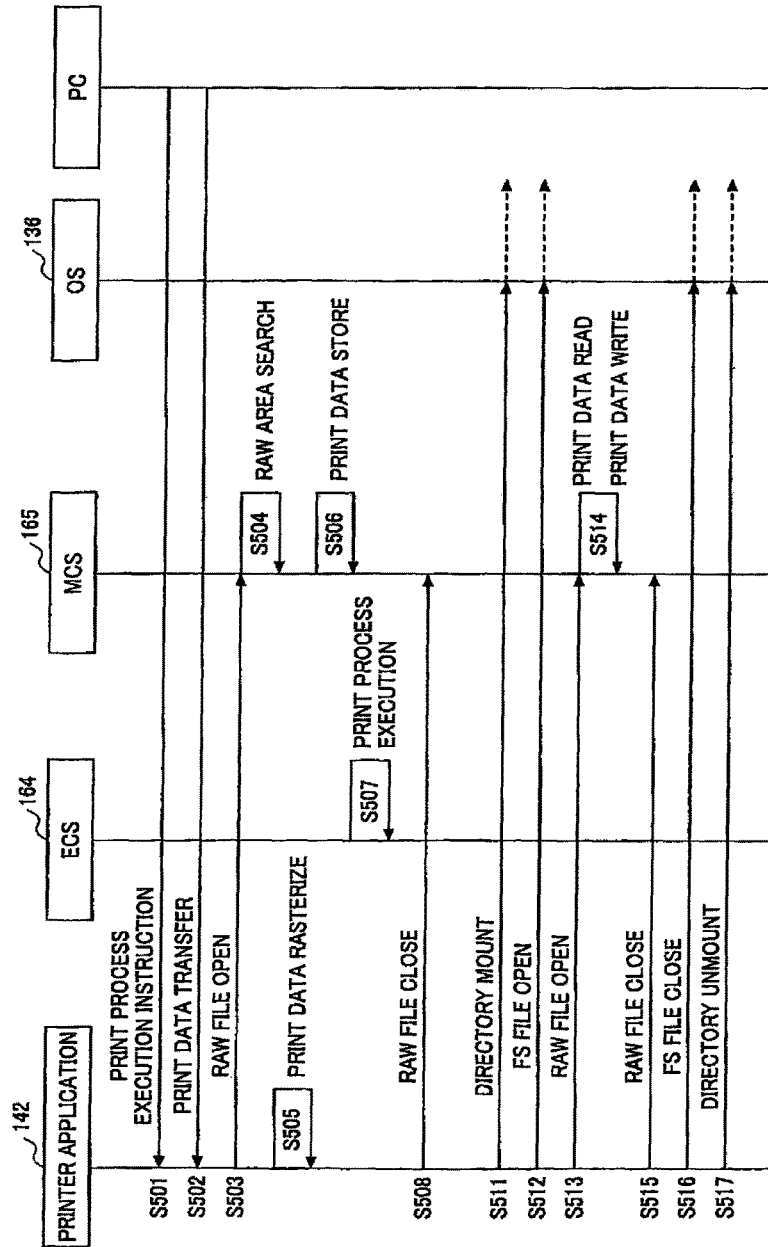 142
PRINTER APPLICATION
164
ECS
165
MCS
136
OS
PC
PRINT PROCESS
EXECUTION INSTRUCTION
S501
PRINT DATA TRANSFER
S502
RAW FILE OPEN
S503
S504
RAW AREA SEARCH
S505
PRINT DATA RASTERIZE
S506
PRINT DATA STORE
S507
PRINT PROCESS
EXECUTION
RAW FILE CLOSE
S508
DIRECTORY MOUNT
S511
FS FILE OPEN
S512
RAW FILE OPEN
S513
S514
PRINT DATA READ
PRINT DATA WRITE
RAW FILE CLOSE
S515
FS FILE CLOSE
S516
DIRECTORY UNMOUNT
S517